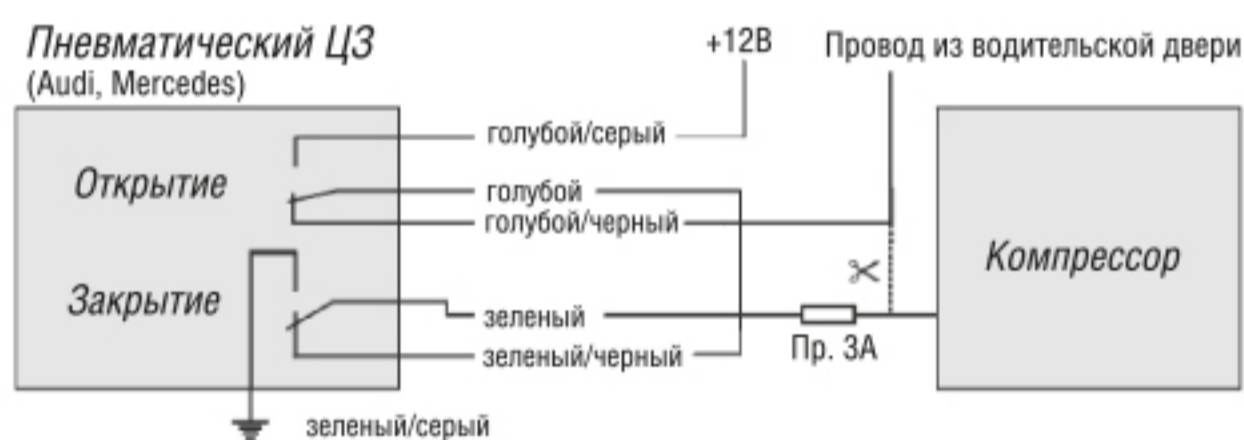 Пневматический ЦЗ
(Audi, Mercedes)
+12В
Провод из водительской двери
голубой/серый
Открытие
голубой
голубой/черный
Компрессор
Закрытие
зеленый
Пр. 3А
зеленый/черный
зеленый/серый